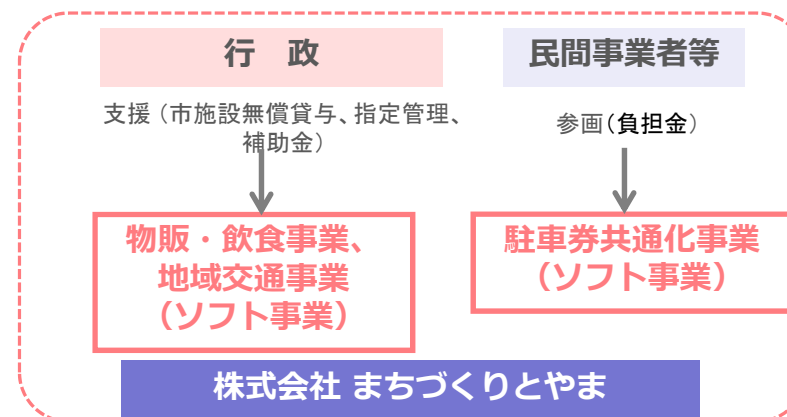 行　政
民間事業者等
支援（市施設無償貸与、指定管理、
補助金）
参画（負担金）
物販・飲食事業、
地域交通事業
（ソフト事業）
駐車券共通化事業
（ソフト事業）
株式会社 まちづくりとやま